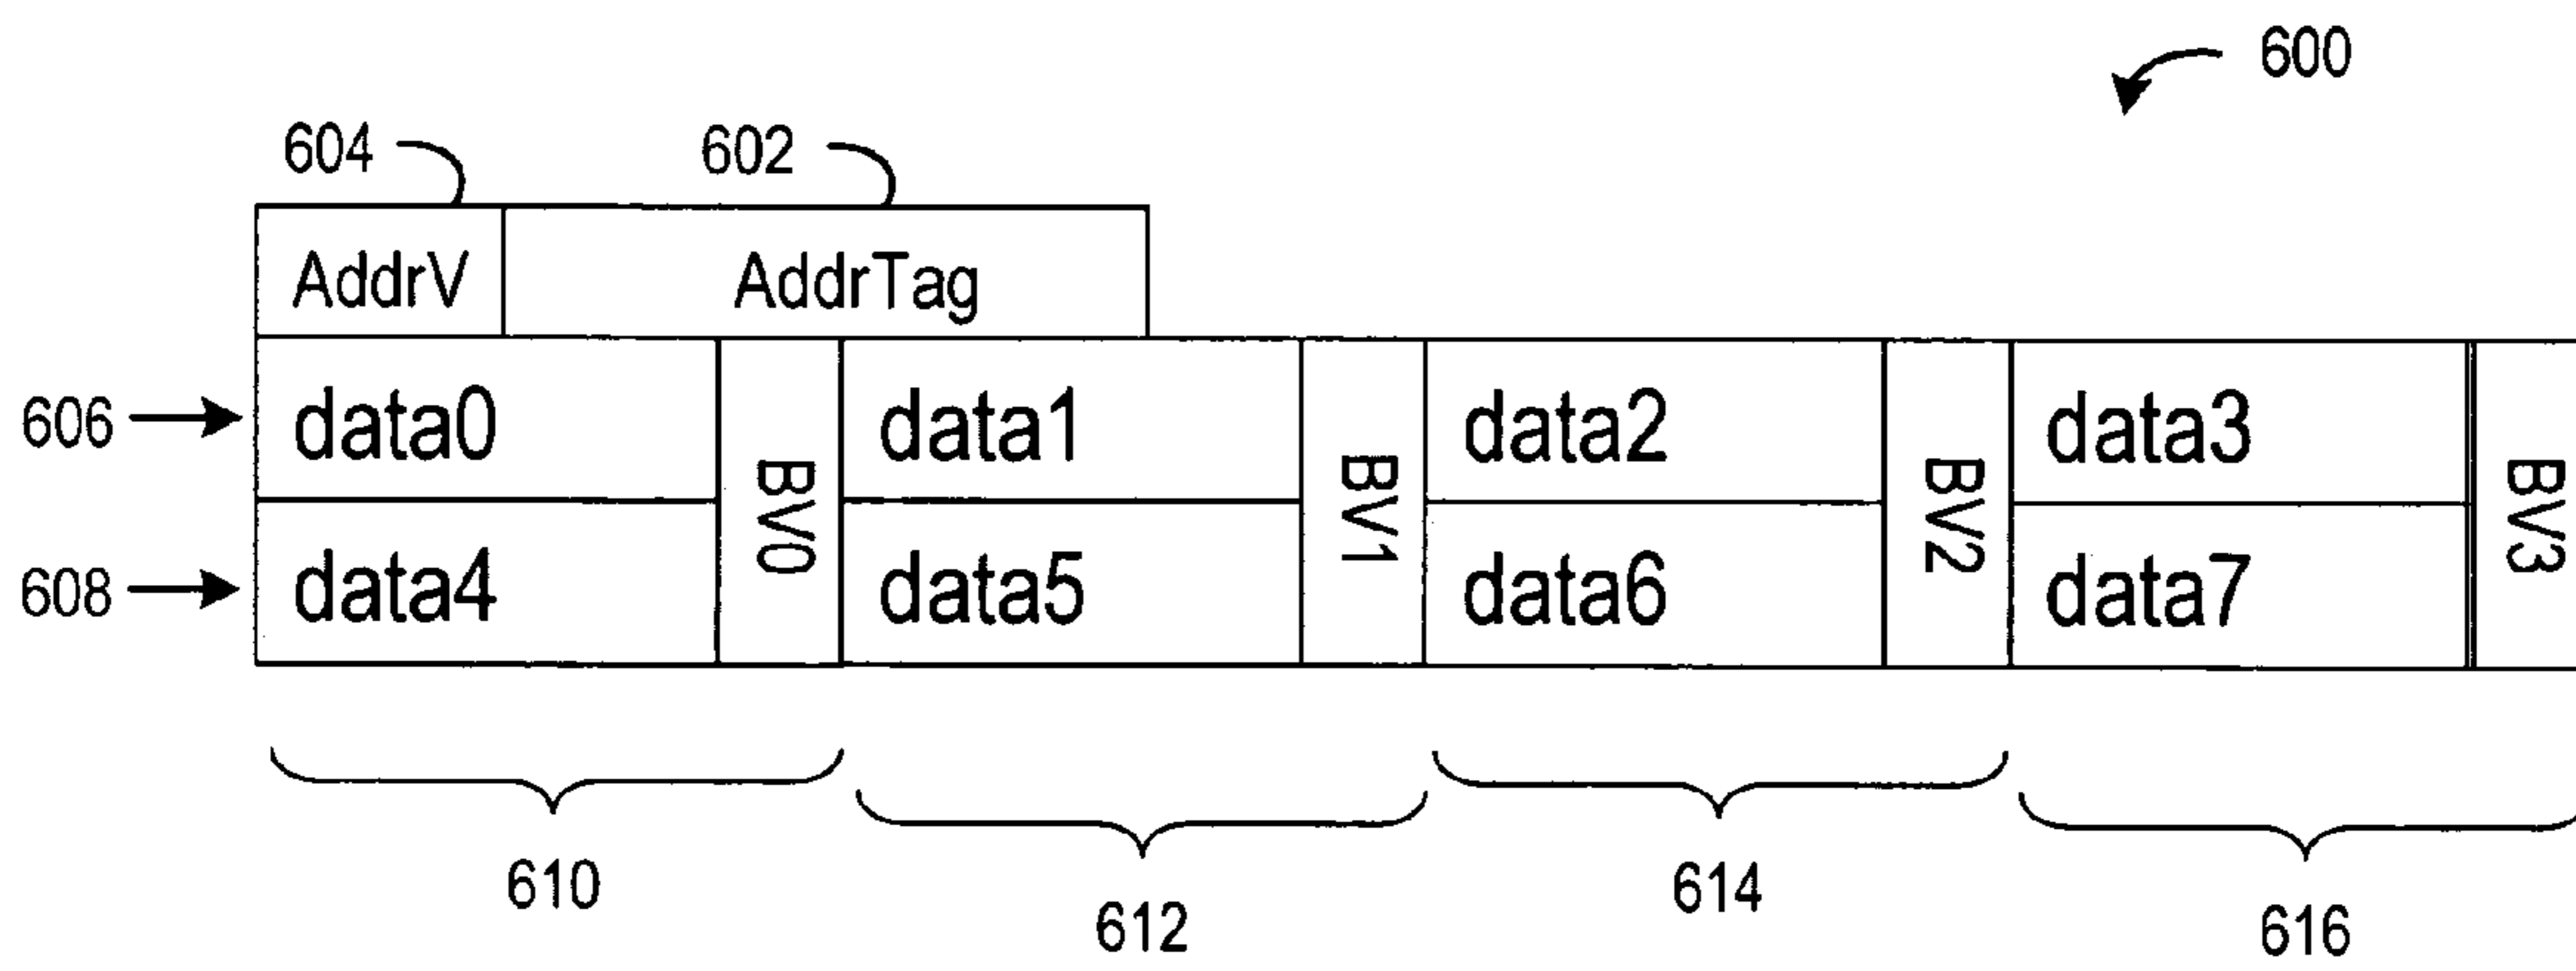 600
604 602
AddrV AddrTag
606 data0 BV0 data1 BV1 data2 BV2 data3 BV3
608 data4 data5 data6 data7
610 612 614 616